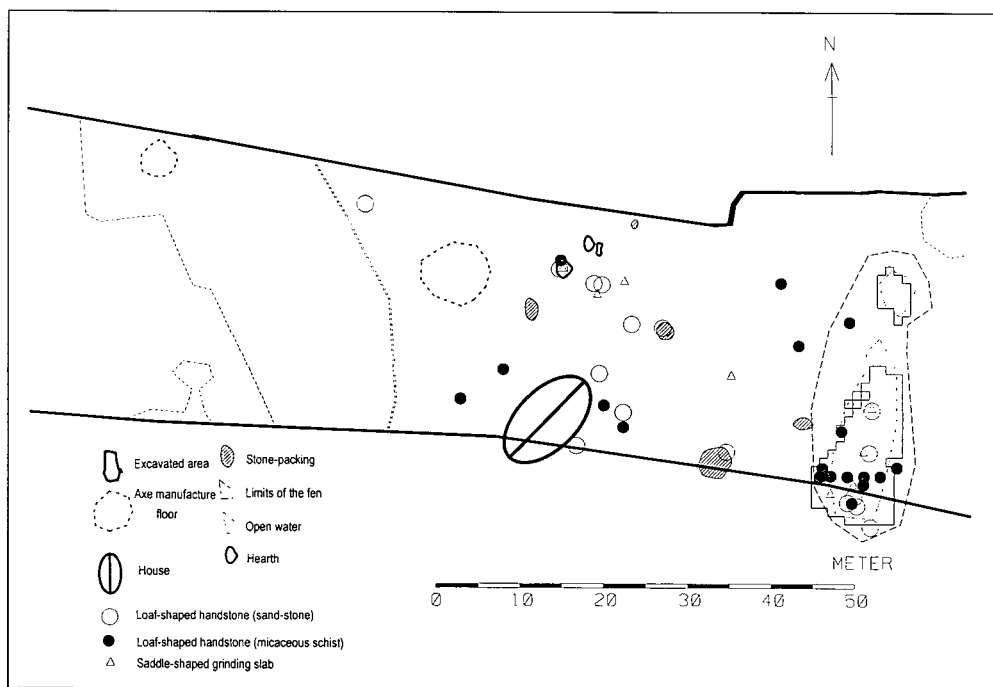 N
Excavated area
Axe manufacture
floor
House
Loaf-shaped handstone (sand-stone)
Loaf-shaped handstone (micaceous schist)
Saddle-shaped grinding slab
Stone-packing
Limits of the fen
Open water
Hearth
METER
0 10 20 30 40 50